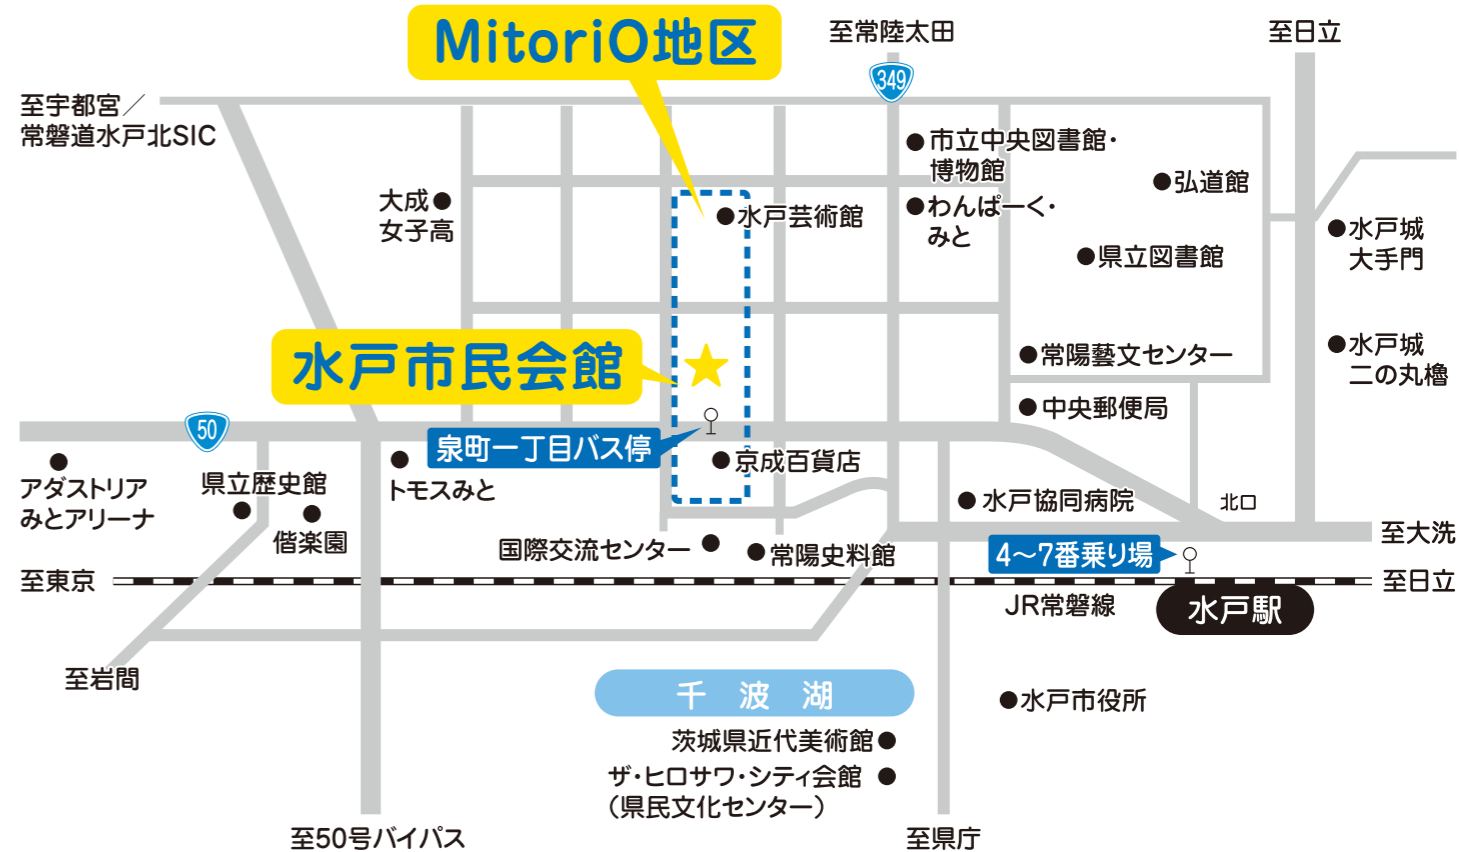 MitoriO地区
至常陸太田
至日立
349
至宇都宮／
常磐道水戸北SIC
市立中央図書館・
博物館
弘道館
大成
女子高
水戸芸術館
わんぱーく・
みと
水戸城
大手門
県立図書館
水戸市民会館
常陽藝文センター
水戸城
二の丸櫓
中央郵便局
50
泉町一丁目バス停
京成百貨店
アダストリア
みとアリーナ
県立歴史館
トモスみと
偕楽園
水戸協同病院
北口
国際交流センター
常陽史料館
4〜7番乗り場
至大洗
至東京
至日立
JR常磐線
水戸駅
至岩間
千波湖
水戸市役所
茨城県近代美術館
ザ・ヒロサワ・シティ会館
（県民文化センター）
至50号バイパス
至県庁